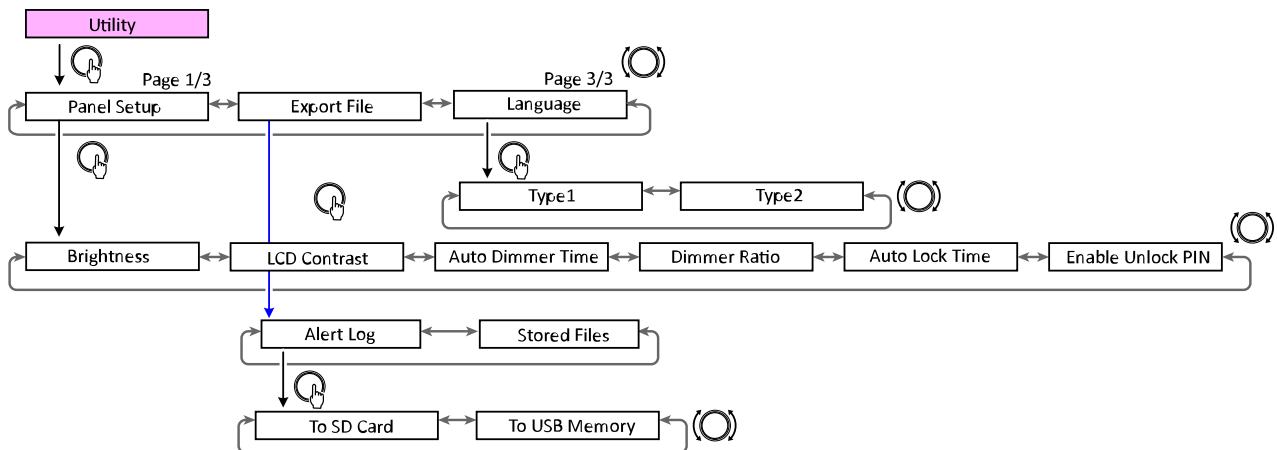 Utility
Page 1/3
Page 3/3
Panel Setup
Export File
Language
Type1
Type2
Brightness
LCD Contrast
Auto Dimmer Time
Dimmer Ratio
Auto Lock Time
Enable Unlock PIN
Alert Log
Stored Files
To SD Card
To USB Memory